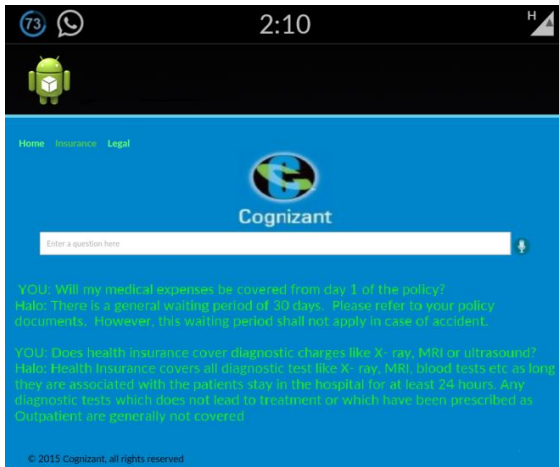 73 2:10 H
Home Insurance Legal
Cognizant
Enter a question here
YOU: Will my medical expenses be covered from day 1 of the policy?
Halo: There is a general waiting period of 30 days. Please refer to your policy
documents. However, this waiting period shall not apply in case of accident.
YOU: Does health insurance cover diagnostic charges like X- ray, MRI or ultrasound?
Halo: Health Insurance covers all diagnostic test like X- ray, MRI, blood tests etc as long
they are associated with the patients stay in the hospital for at least 24 hours. Any
diagnostic tests which does not lead to treatment or which have been prescribed as
Outpatient are generally not covered
© 2015 Cognizant, all rights reserved